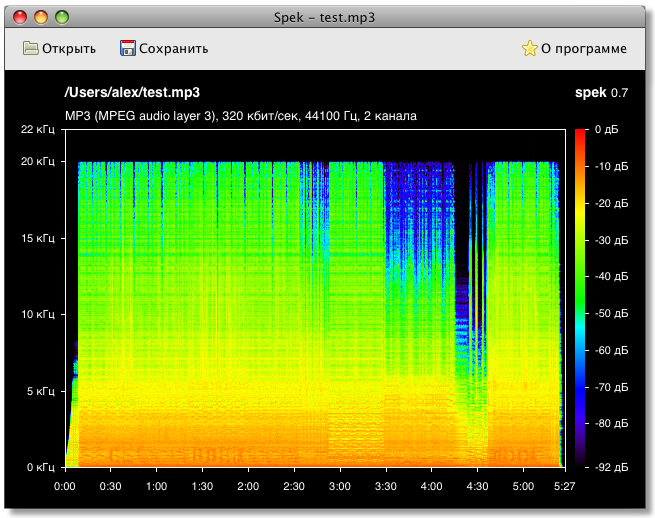 Spek – test.mp3
Открыть Сохранить О программе
/Users/alex/test.mp3 spek 0.7
MP3 (MPEG audio layer 3), 320 кбит/сек, 44100 Гц, 2 канала
22 кГц 0 дБ
20 кГц -10 дБ
-20 дБ
15 кГц -30 дБ
-40 дБ
10 кГц -50 дБ
-60 дБ
5 кГц -70 дБ
-80 дБ
0 кГц -92 дБ
0:00 0:30 1:00 1:30 2:00 2:30 3:00 3:30 4:00 4:30 5:00 5:27